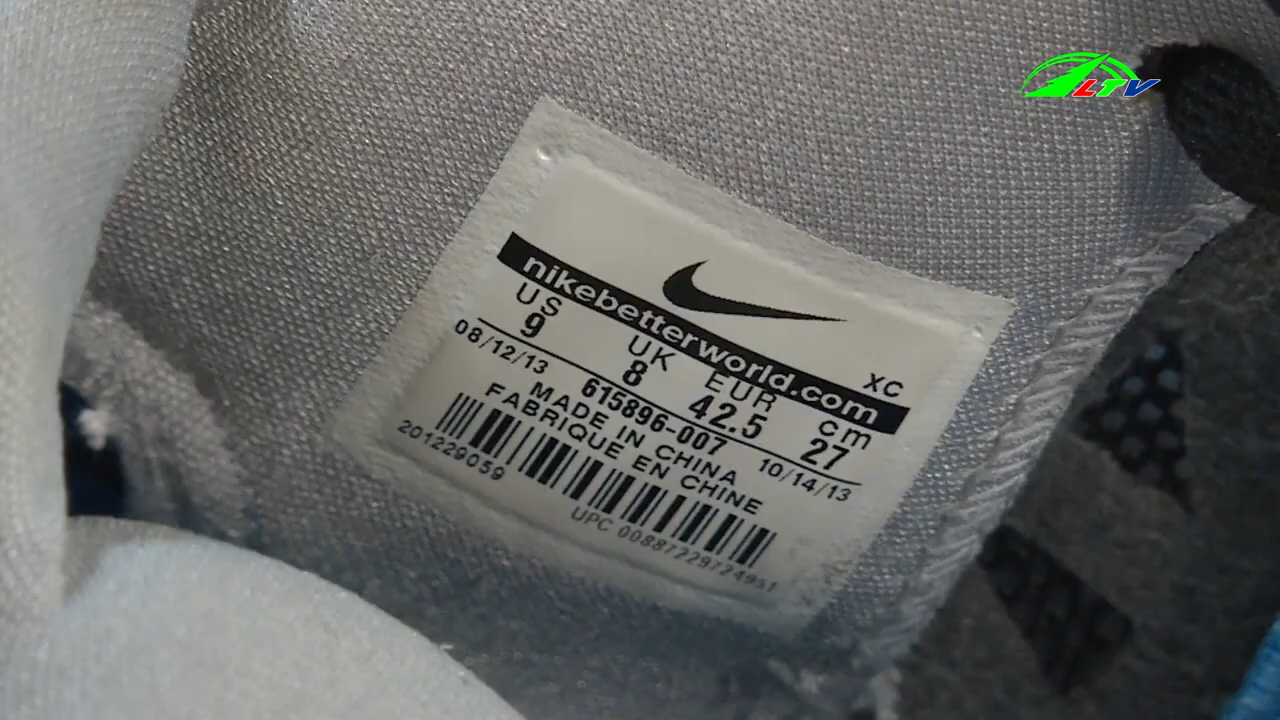 LTV
nikebetterworld.com
XC
US UK EUR cm
9 8 42.5 27
08/12/13 615896-007 10/14/13
MADE IN CHINA
FABRIQUE EN CHINE
201229059
UPC 00887229724951